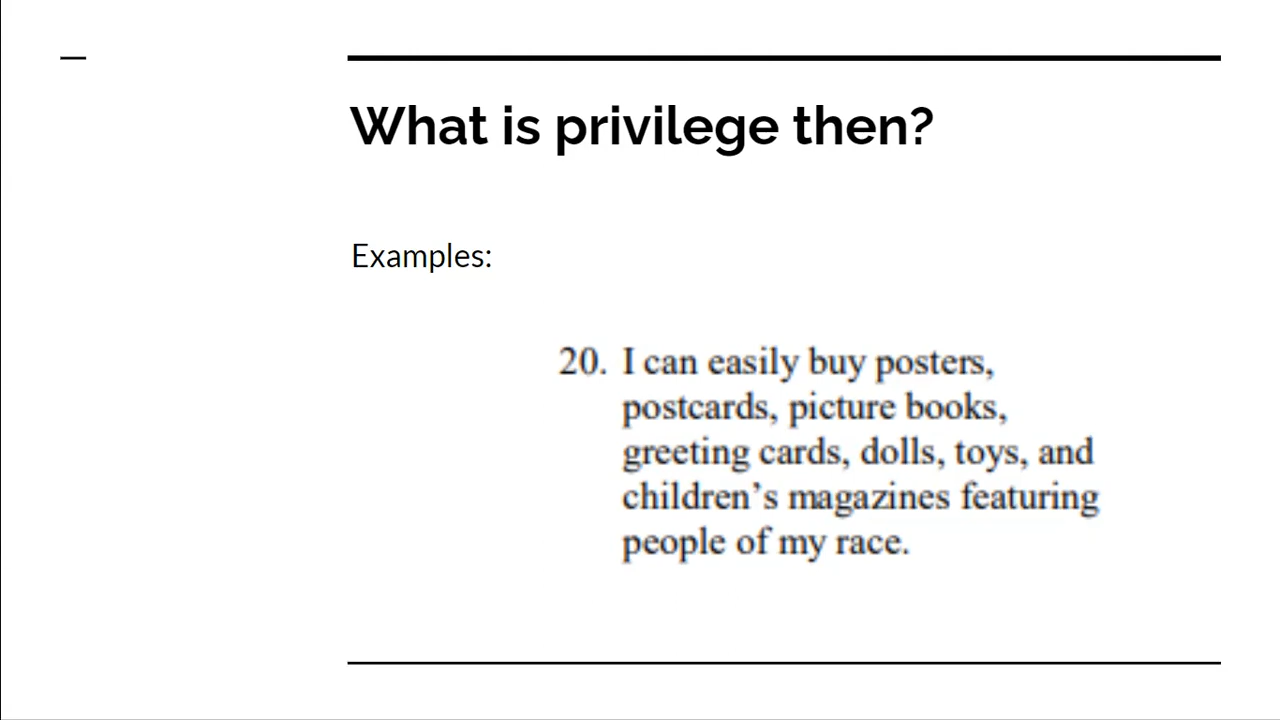 What is privilege then?
Examples:
20. I can easily buy posters,
postcards, picture books,
greeting cards, dolls, toys, and
children’s magazines featuring
people of my race.